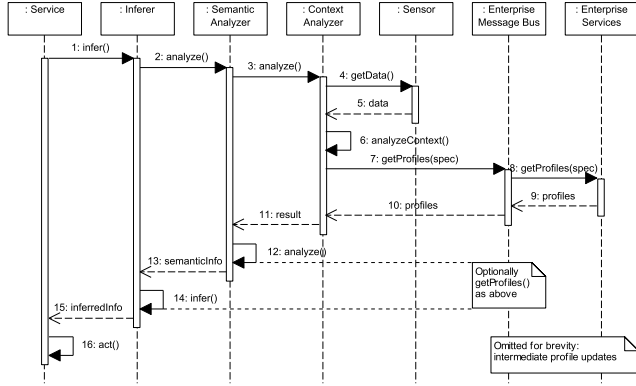 : Service
: Inferer
: Semantic
Analyzer
: Context
Analyzer
: Sensor
: Enterprise
Message Bus
: Enterprise
Services
1: infer()
2: analyze()
3: analyze()
4: getData()
5: data
6: analyzeContext()
7: getProfiles(spec)
8: getProfiles(spec)
9: profiles
10: profiles
11: result
12: analyze()
13: semanticInfo
Optionally
getProfiles()
as above
14: infer()
15: inferredInfo
16: act()
Omitted for brevity:
intermediate profile updates